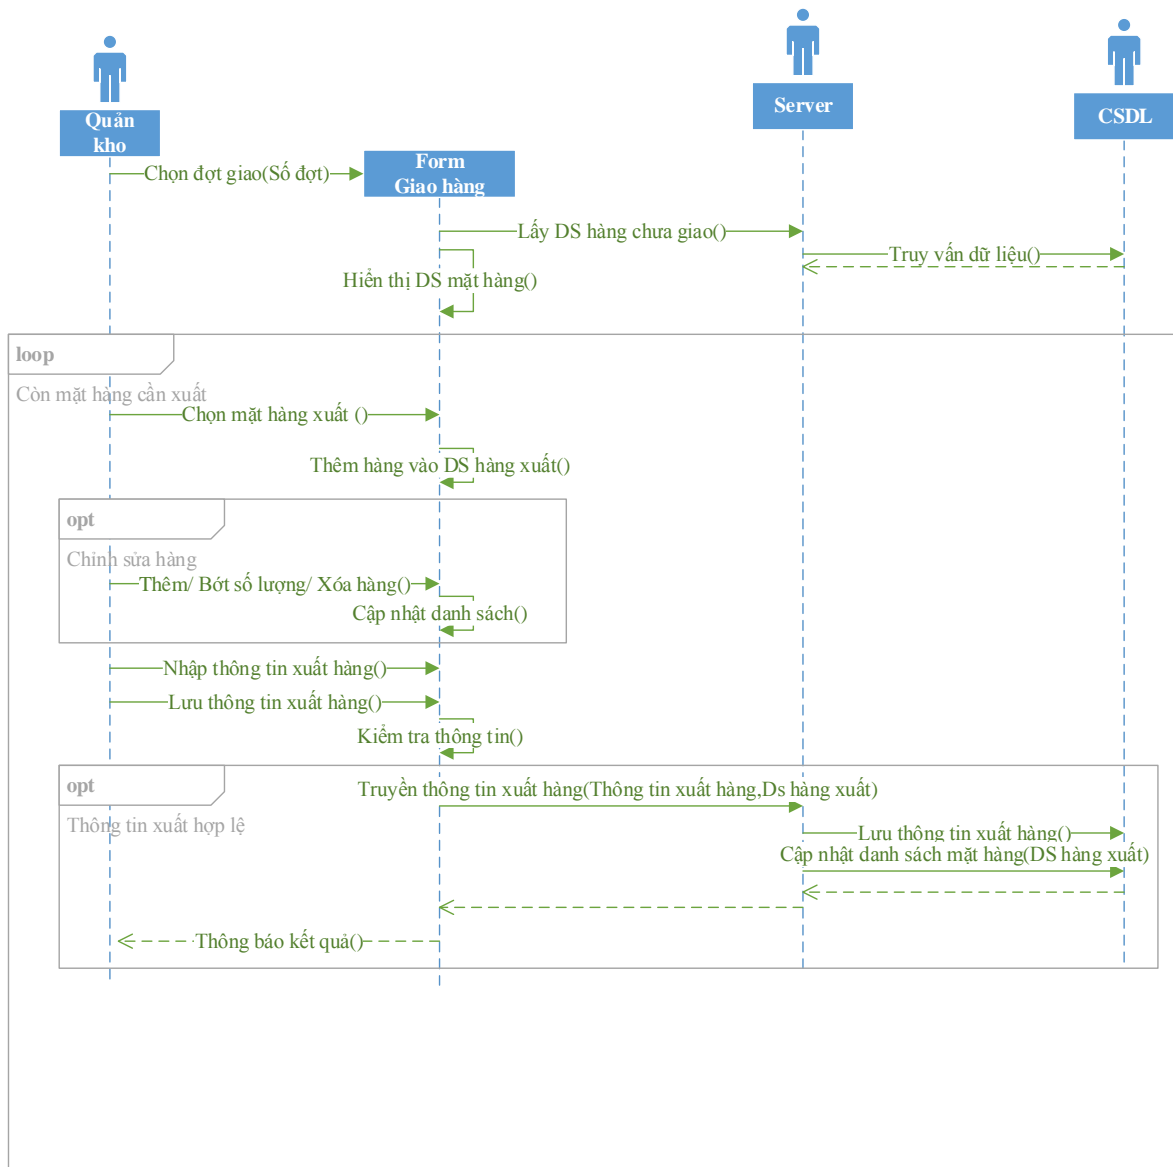 Server
CSDL
Quản
kho
Form
Giao hàng
Chọn đợt giao(Số đợt)
Lấy DS hàng chưa giao()
Truy vấn dữ liệu()
Hiển thị DS mặt hàng()
loop
Còn mặt hàng cần xuất
Chọn mặt hàng xuất ()
Thêm hàng vào DS hàng xuất()
opt
Chỉnh sửa hàng
Thêm/ Bớt số lượng/ Xóa hàng()
Cập nhật danh sách()
Nhập thông tin xuất hàng()
Lưu thông tin xuất hàng()
Kiểm tra thông tin()
opt
Truyền thông tin xuất hàng(Thông tin xuất hàng,Ds hàng xuất)
Thông tin xuất hợp lệ
Lưu thông tin xuất hàng()
Cập nhật danh sách mặt hàng(DS hàng xuất)
Thông báo kết quả()